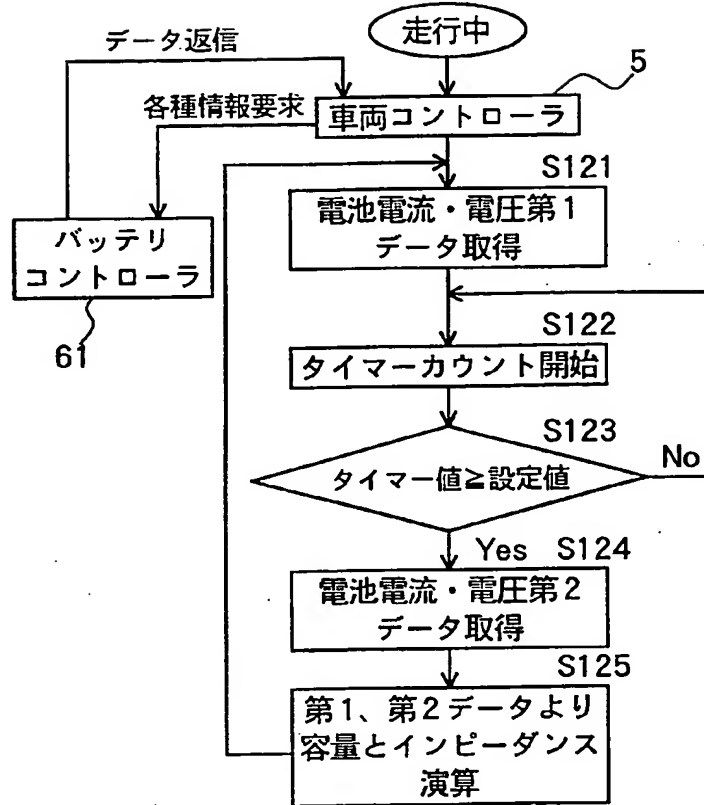 走行中
データ返信
5
各種情報要求
車両コントローラ
S121
電池電流・電圧第1
データ取得
バッテリ
コントローラ
61
S122
タイマーカウント開始
S123
タイマー値≧設定値
No
Yes
S124
電池電流・電圧第2
データ取得
S125
第1、第2データより
容量とインピーダンス
演算